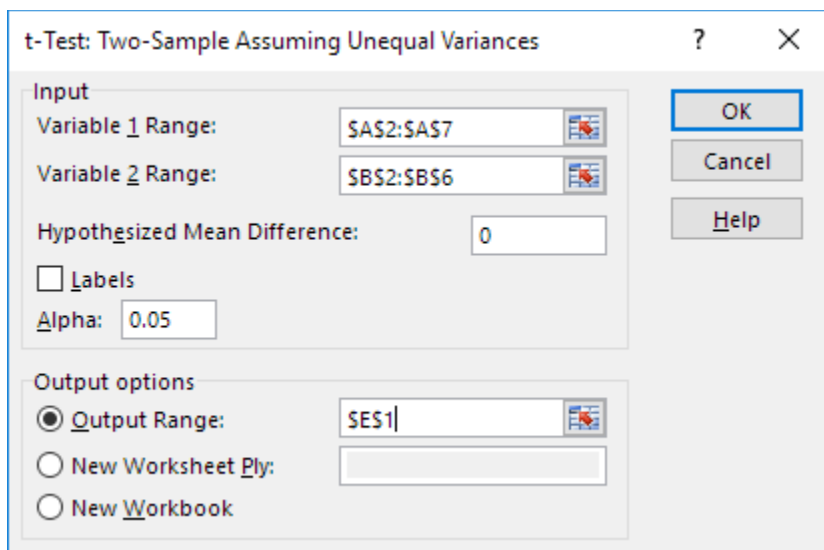 t-Test: Two-Sample Assuming Unequal Variances ? X
Input
Variable 1 Range: $A$2:$A$7
Variable 2 Range: $B$2:$B$6
Hypothesized Mean Difference: 0
Labels
Alpha: 0.05
OK
Cancel
Help
Output options
Output Range: $E$1
New Worksheet Ply:
New Workbook